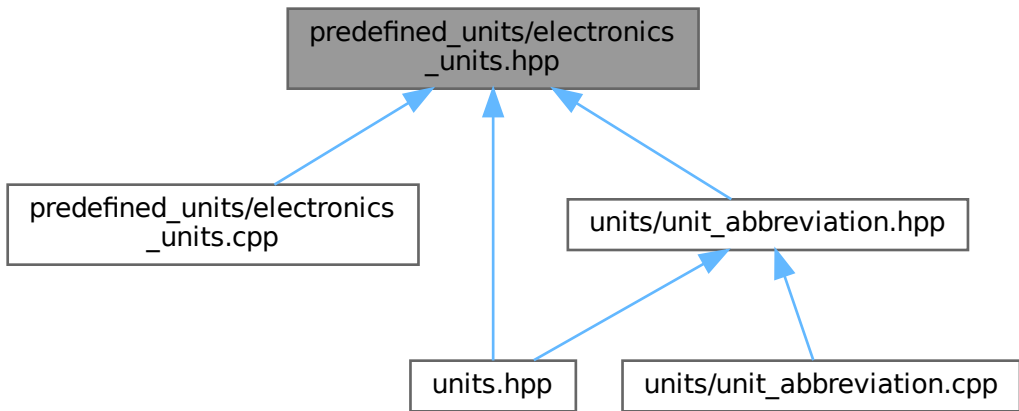 predefined_units/electronics
_units.hpp
predefined_units/electronics
_units.cpp
units/unit_abbreviation.hpp
units.hpp
units/unit_abbreviation.cpp